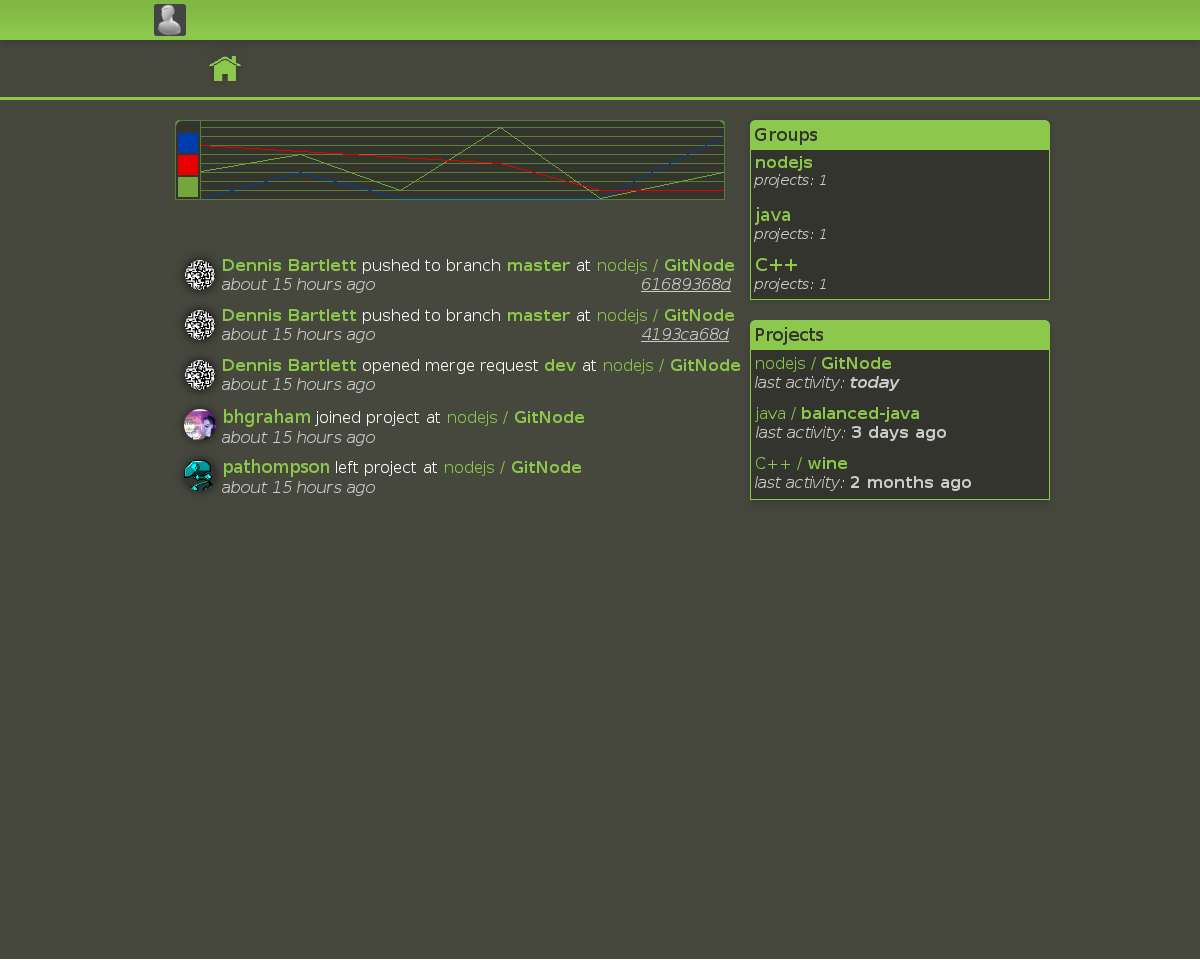 Dennis Bartlett pushed to branch master at nodejs / GitNode
about 15 hours ago 61689368d
Dennis Bartlett pushed to branch master at nodejs / GitNode
about 15 hours ago 4193ca68d
Dennis Bartlett opened merge request dev at nodejs / GitNode
about 15 hours ago
bhgraham joined project at nodejs / GitNode
about 15 hours ago
pathompson left project at nodejs / GitNode
about 15 hours ago
Groups
nodejs
projects: 1
java
projects: 1
C++
projects: 1
Projects
nodejs / GitNode
last activity: today
java / balanced-java
last activity: 3 days ago
C++ / wine
last activity: 2 months ago